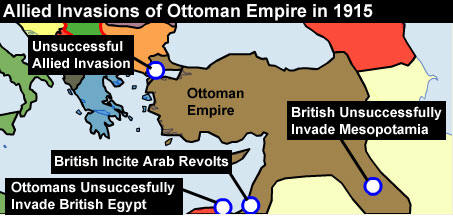 Allied Invasions of Ottoman Empire in 1915
Unsuccessful
Allied Invasion
Ottoman
Empire
British Unsuccessfully
Invade Mesopotamia
British Incite Arab Revolts
Ottomans Unsuccesfully
Invade British Egypt